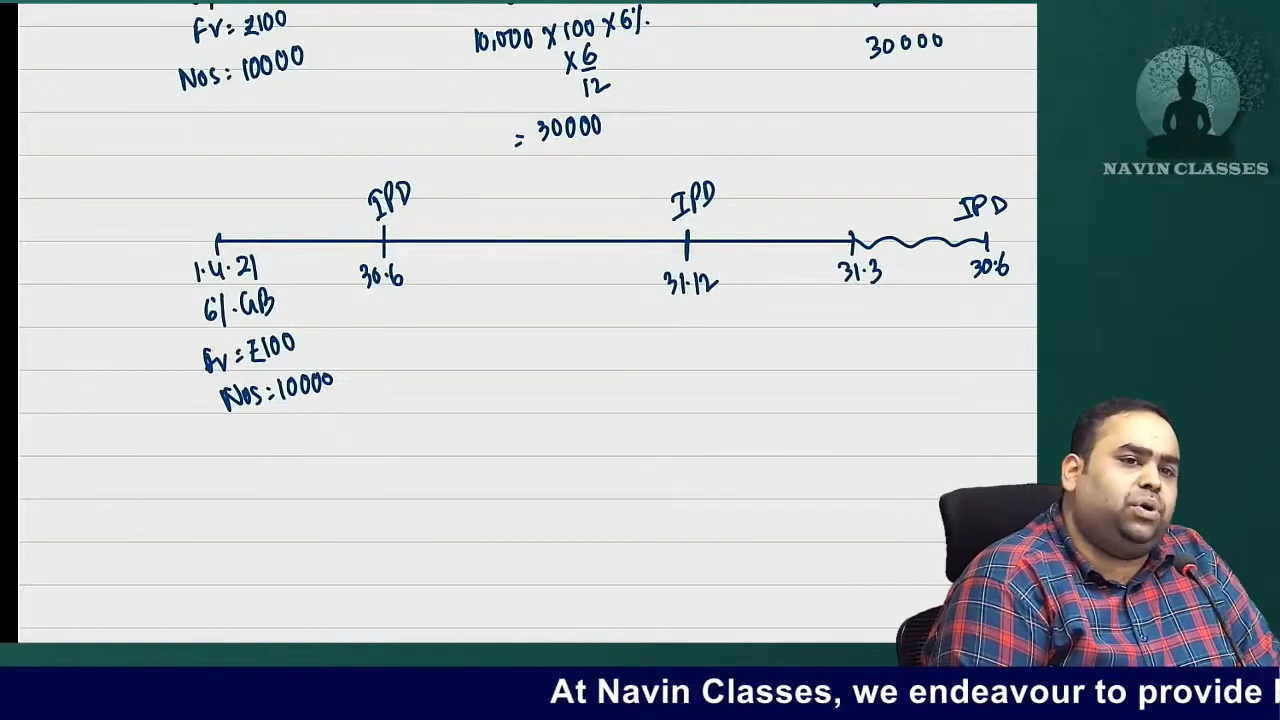 FV = ₹100
Nos: 10000
10,000 X 100 X 6%
X 6/12
= 30000
30000
NAVIN CLASSES
IPD
IPD
IPD
1.4.21
30.6
31.12
31.3
30.6
6%.GB
FV = ₹100
Nos: 10000
At Navin Classes, we endeavour to provide